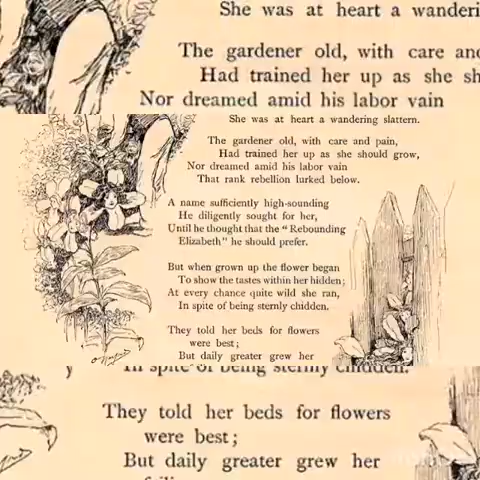 She was at heart a wanderi
The gardener old, with care and
Had trained her up as she sh
Nor dreamed amid his labor vain
She was at heart a wandering slattern.
The gardener old, with care and pain,
Had trained her up as she should grow,
Nor dreamed amid his labor vain
That rank rebellion lurked below.
A name sufficiently high-sounding
He diligently sought for her,
Until he thought that the "Rebounding
Elizabeth" he should prefer.
But when grown up the flower began
To show the tastes within her hidden;
At every chance quite wild she ran,
In spite of being sternly chidden.
They told her beds for flowers
were best;
But daily greater grew her
In spite of being sternly chidden.
They told her beds for flowers
were best;
But daily greater grew her